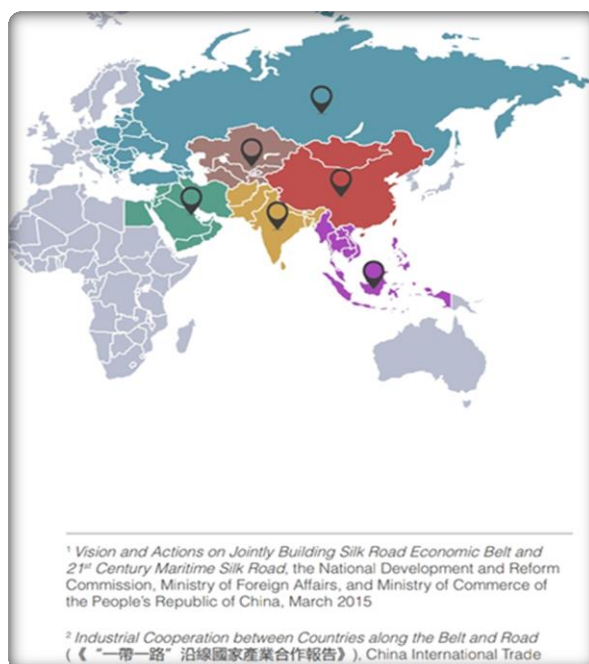 ¹ Vision and Actions on Jointly Building Silk Road Economic Belt and
21st Century Maritime Silk Road, the National Development and Reform
Commission, Ministry of Foreign Affairs, and Ministry of Commerce of
the People's Republic of China, March 2015
² Industrial Cooperation between Countries along the Belt and Road
(《 “一帶一路” 沿線國家產業合作報告》), China International Trade